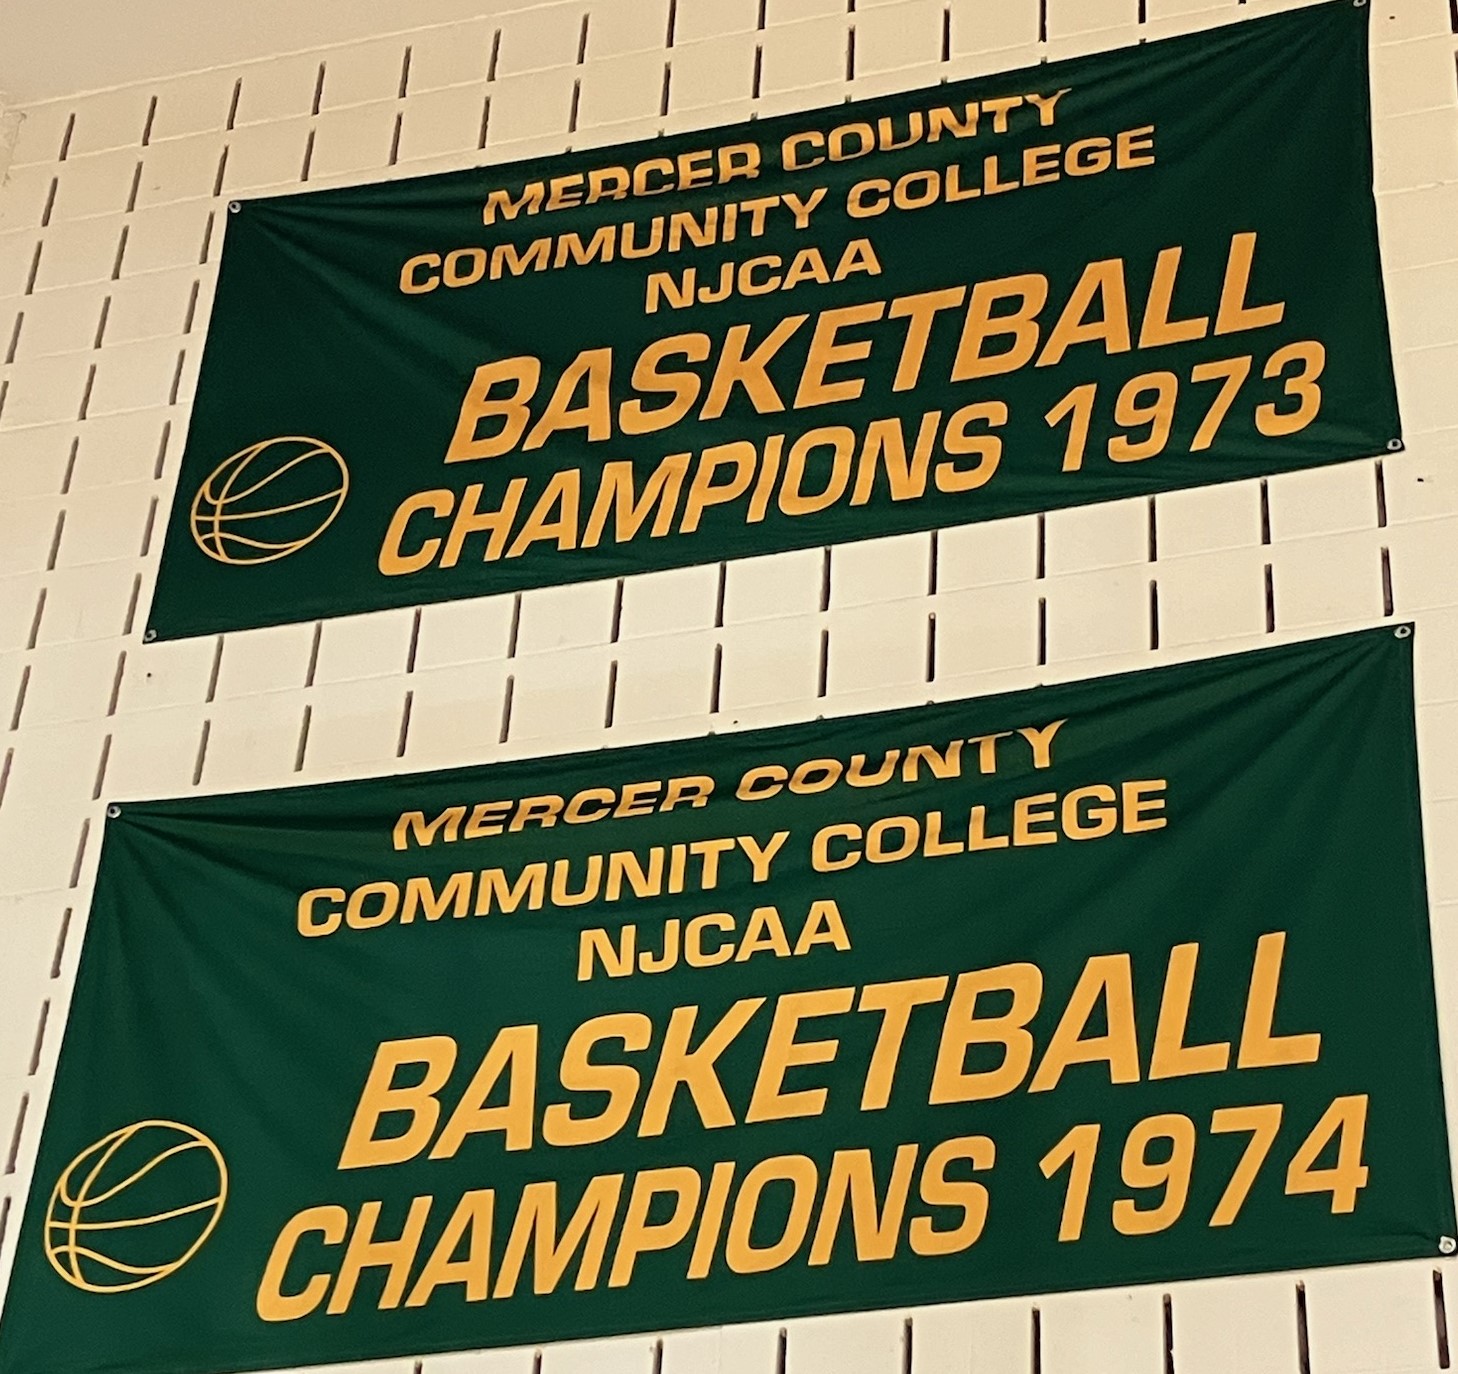 MERCER COUNTY
COMMUNITY COLLEGE
NJCAA
BASKETBALL
CHAMPIONS 1973
MERCER COUNTY
COMMUNITY COLLEGE
NJCAA
BASKETBALL
CHAMPIONS 1974